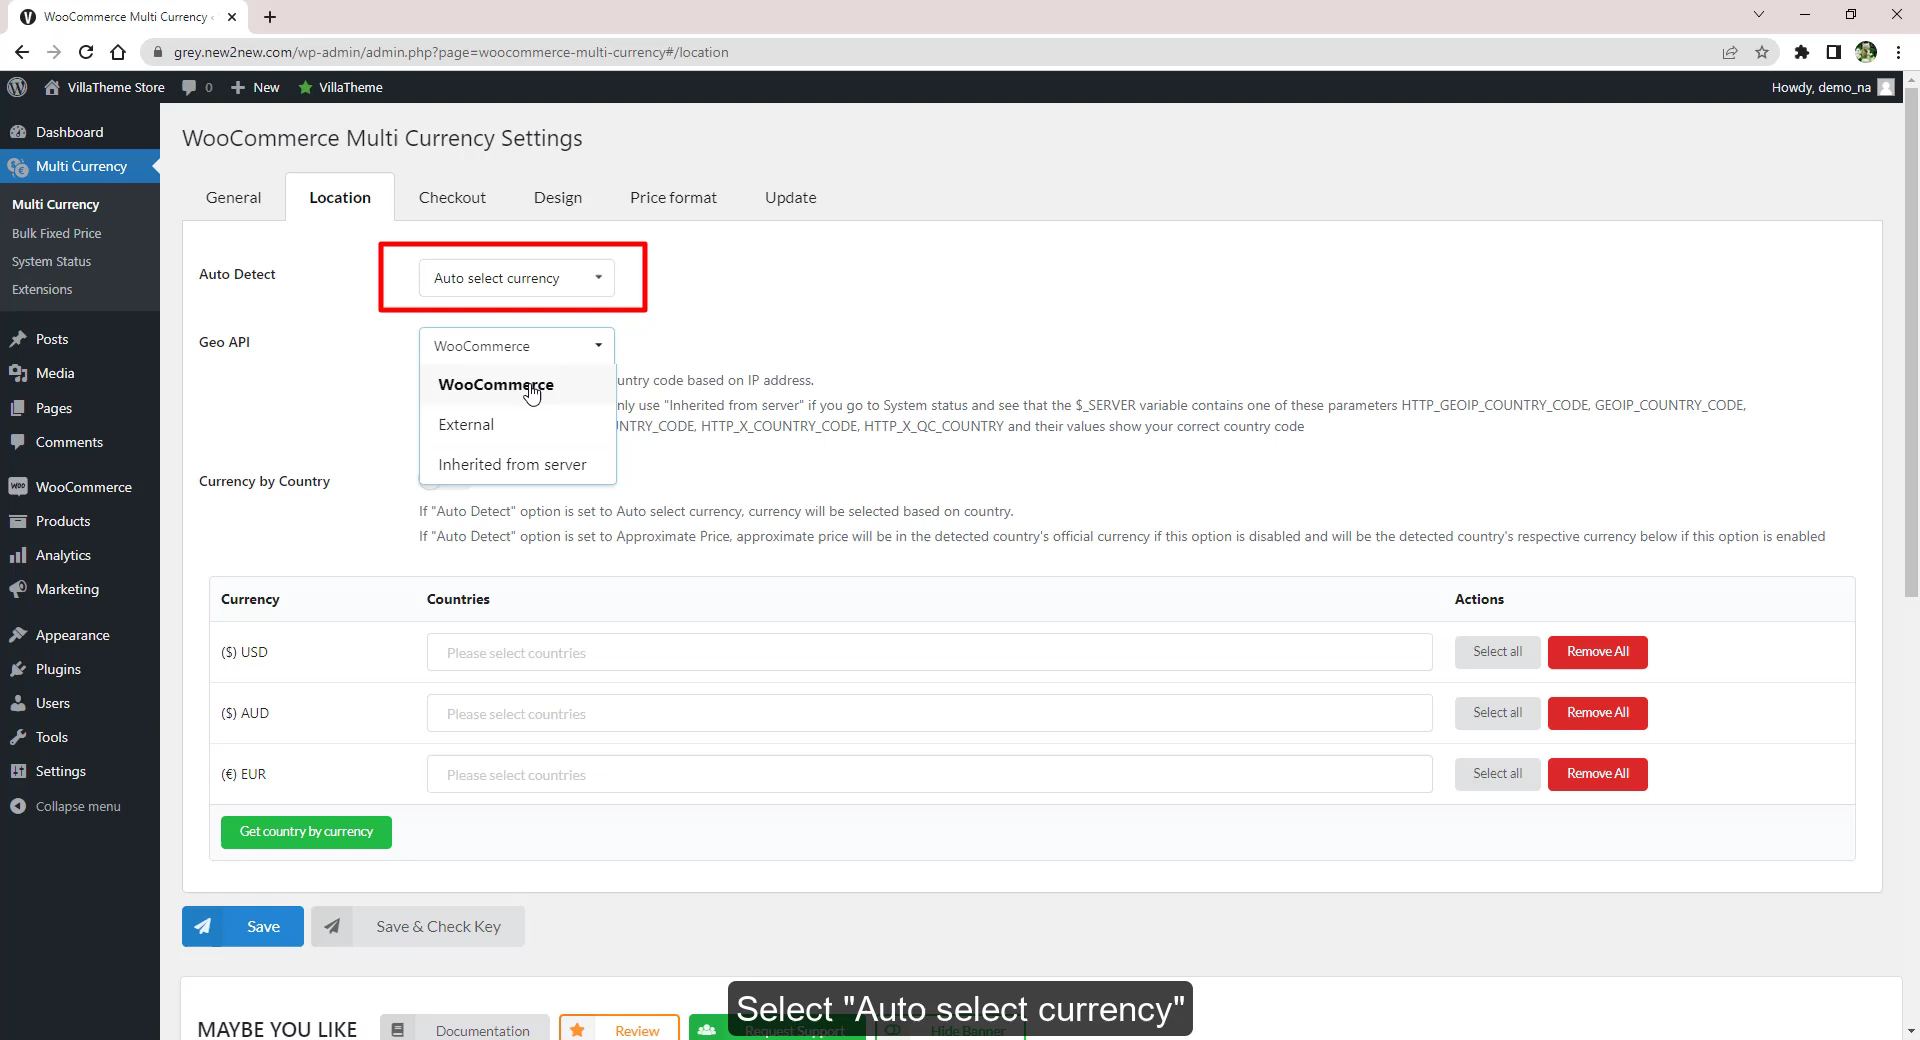 WooCommerce Multi Currency
grey.new2new.com/wp-admin/admin.php?page=woocommerce-multi-currency#/location
VillaTheme Store
0
New
VillaTheme
Howdy, demo_na
Dashboard
Multi Currency
Multi Currency
Bulk Fixed Price
System Status
Extensions
Posts
Media
Pages
Comments
WooCommerce
Products
Analytics
Marketing
Appearance
Plugins
Users
Tools
Settings
Collapse menu
WooCommerce Multi Currency Settings
General
Location
Checkout
Design
Price format
Update
Auto Detect
Auto select currency
Geo API
WooCommerce
WooCommerce
External
Inherited from server
untry code based on IP address.
nly use "Inherited from server" if you go to System status and see that the $_SERVER variable contains one of these parameters HTTP_GEOIP_COUNTRY_CODE, GEOIP_COUNTRY_CODE,
NTRY_CODE, HTTP_X_COUNTRY_CODE, HTTP_X_QC_COUNTRY and their values show your correct country code
Currency by Country
If "Auto Detect" option is set to Auto select currency, currency will be selected based on country.
If "Auto Detect" option is set to Approximate Price, approximate price will be in the detected country's official currency if this option is disabled and will be the detected country's respective currency below if this option is enabled
Currency Countries Actions
($) USD Please select countries Select all Remove All
($) AUD Please select countries Select all Remove All
(€) EUR Please select countries Select all Remove All
Get country by currency
Save
Save & Check Key
MAYBE YOU LIKE
Documentation
Review
Request Support
Hide Banner
Select "Auto select currency"